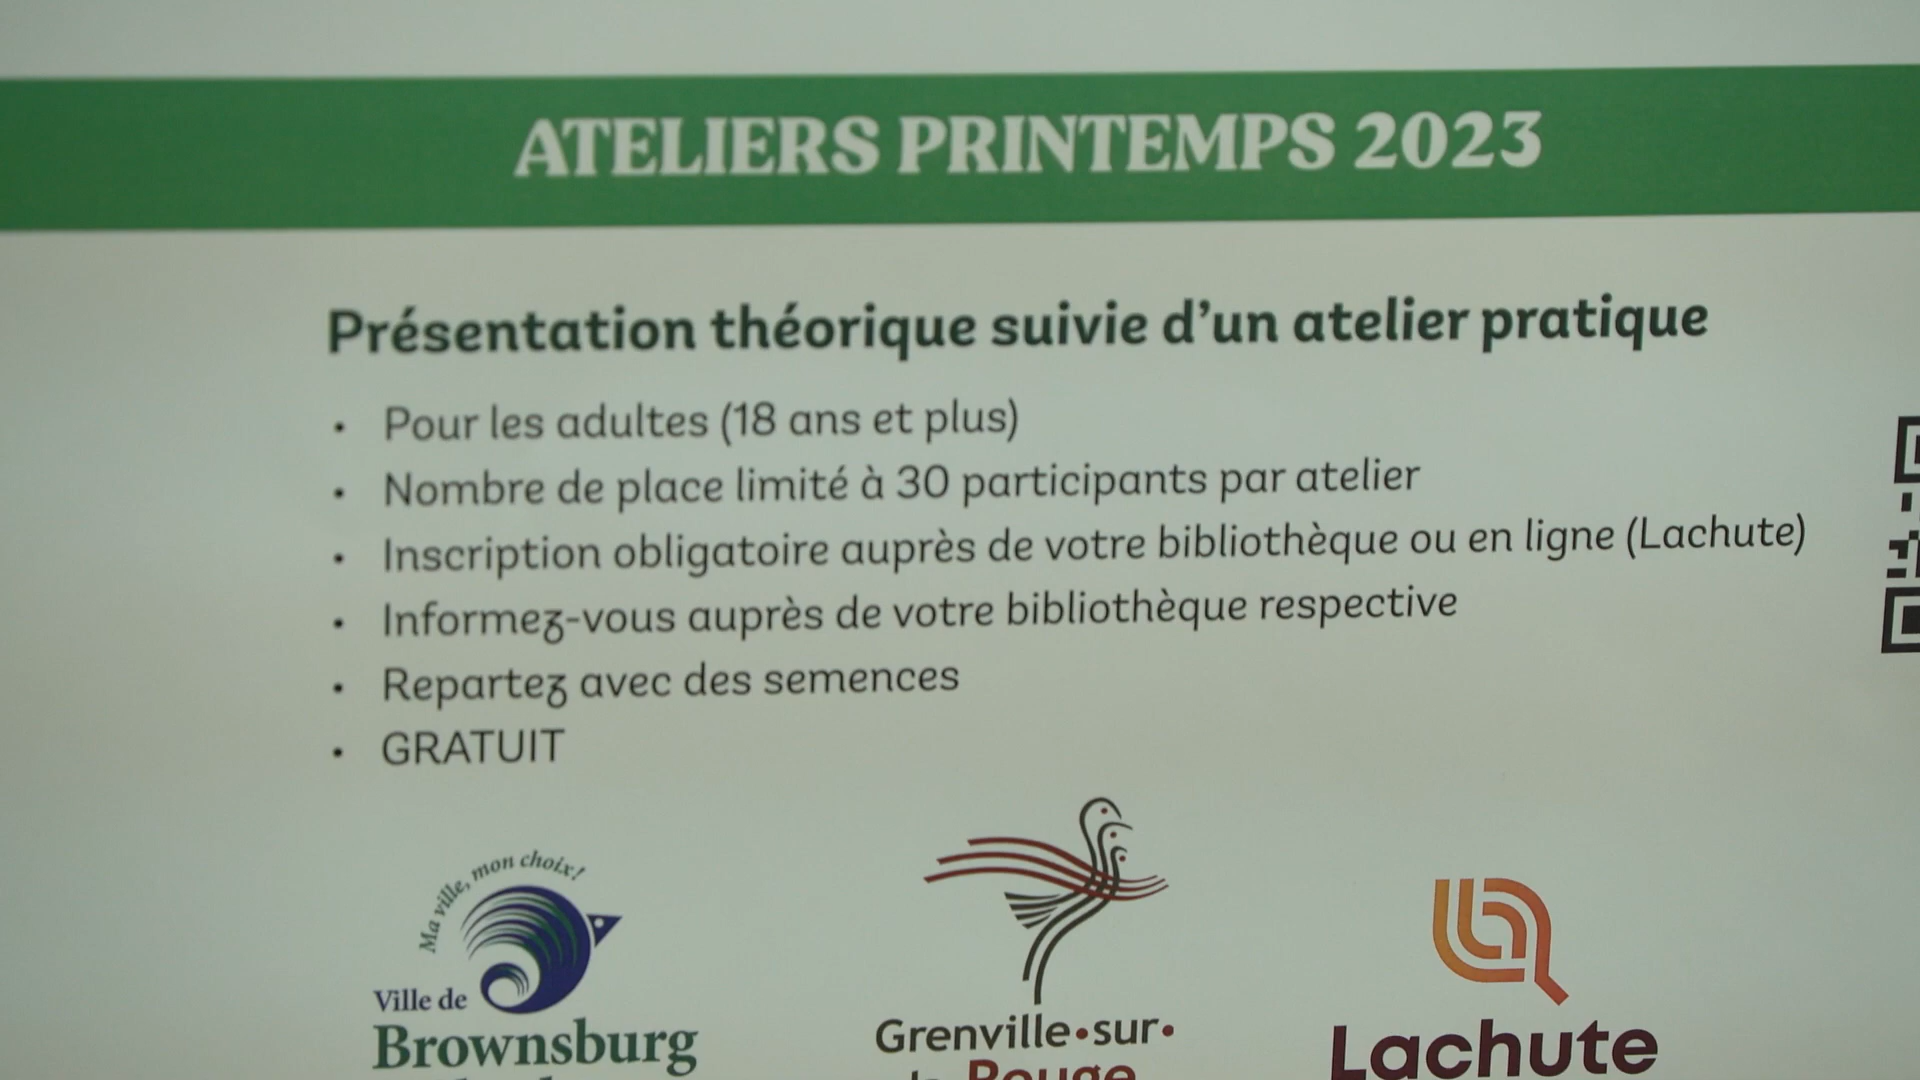 ATELIERS PRINTEMPS 2023
Présentation théorique suivie d'un atelier pratique
• Pour les adultes (18 ans et plus)
• Nombre de place limité à 30 participants par atelier
• Inscription obligatoire auprès de votre bibliothèque ou en ligne (Lachute)
• Informez-vous auprès de votre bibliothèque respective
• Repartez avec des semences
• GRATUIT
Ma ville, mon choix!
Ville de
Brownsburg
Grenville•sur•
Rouge
Lachute